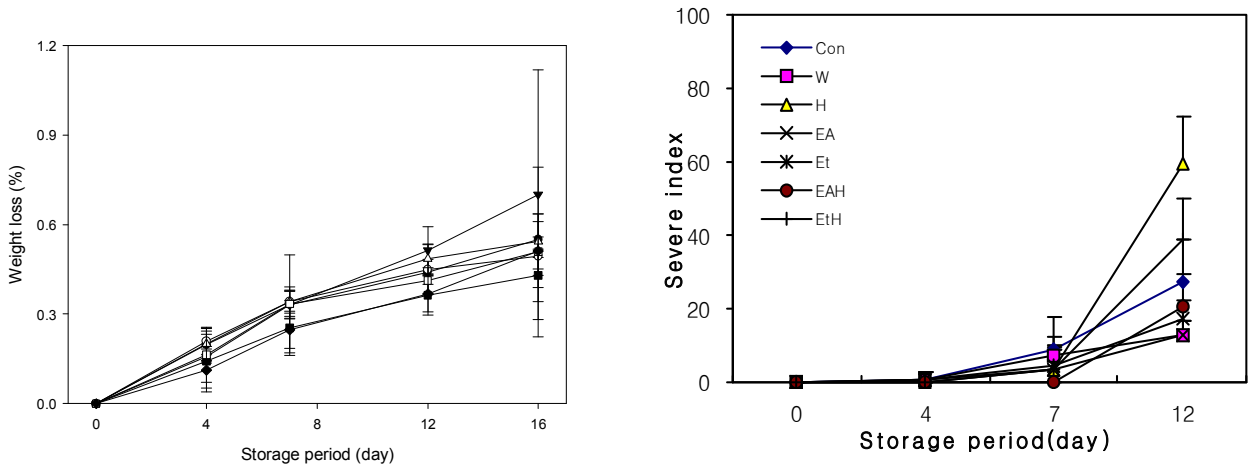 1.2
0.9
0.6
0.3
0.0
Weight loss (%)
0 4 8 12 16
Storage period (day)
100
80
60
40
20
0
Severe index
Con
W
H
EA
Et
EAH
EtH
0 4 7 12
Storage period(day)